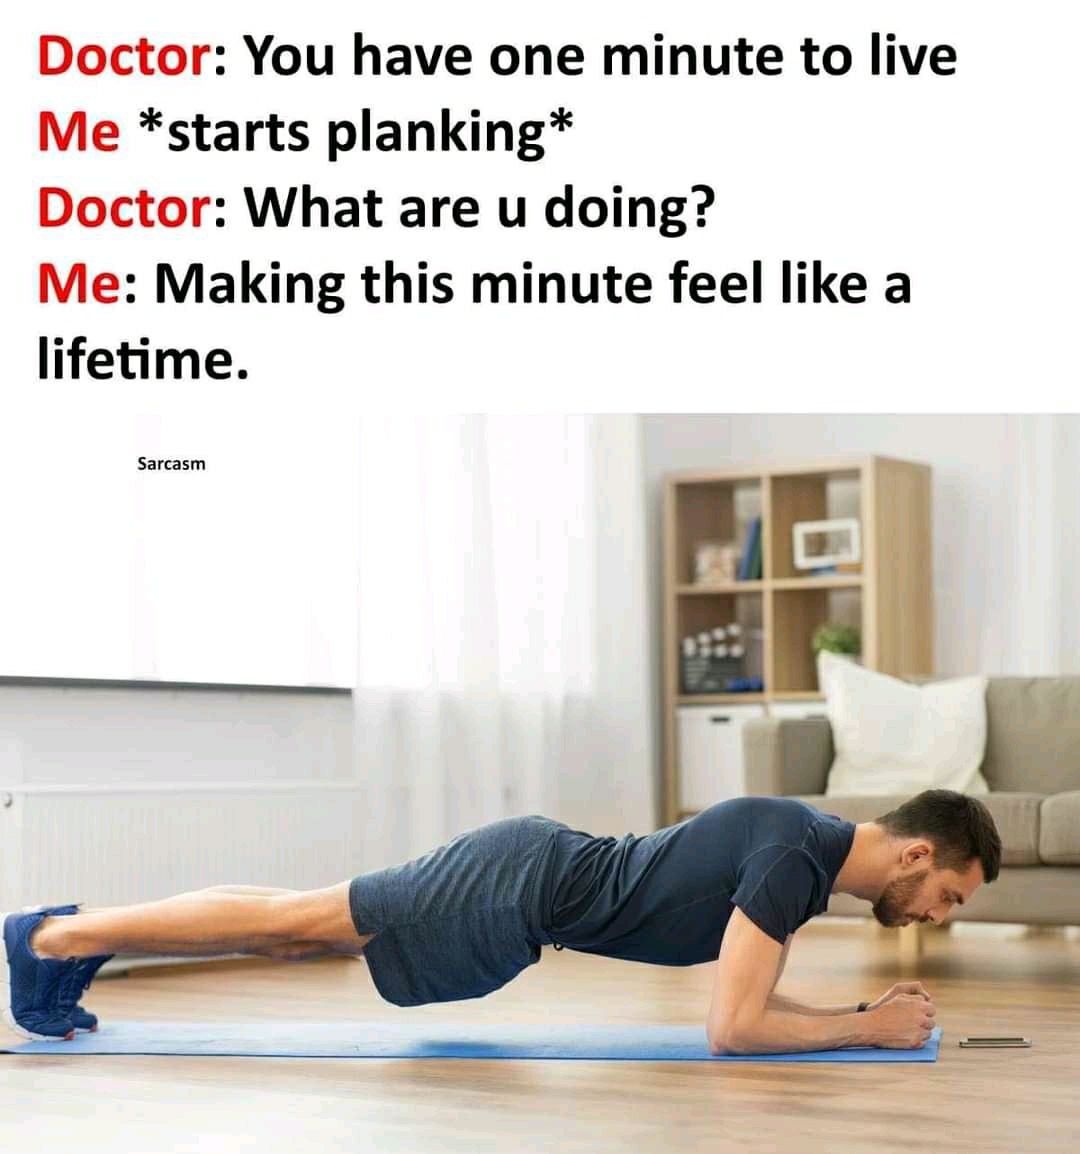 Doctor: You have one minute to live
Me *starts planking*
Doctor: What are u doing?
Me: Making this minute feel like a
lifetime.
Sarcasm